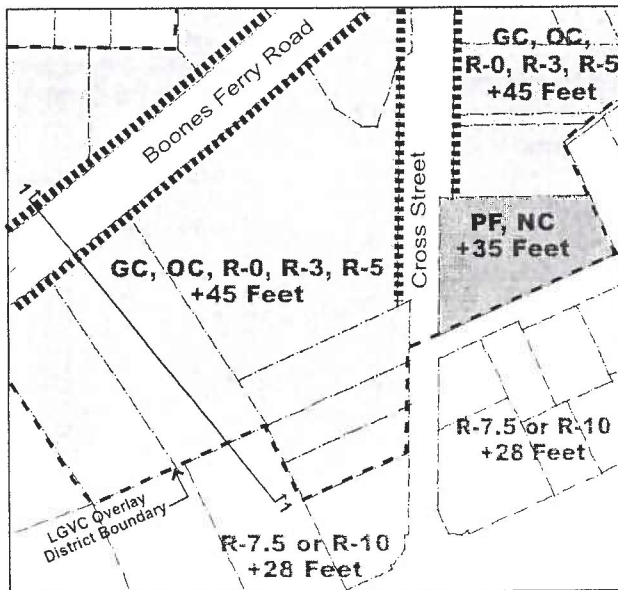 GC, OC,
R-0, R-3, R-5
+45 Feet
Boones Ferry Road
Cross Street
PF, NC
+35 Feet
1
GC, OC, R-0, R-3, R-5
+45 Feet
R-7.5 or R-10
+28 Feet
LGVC Overlay
District Boundary
1
R-7.5 or R-10
+28 Feet